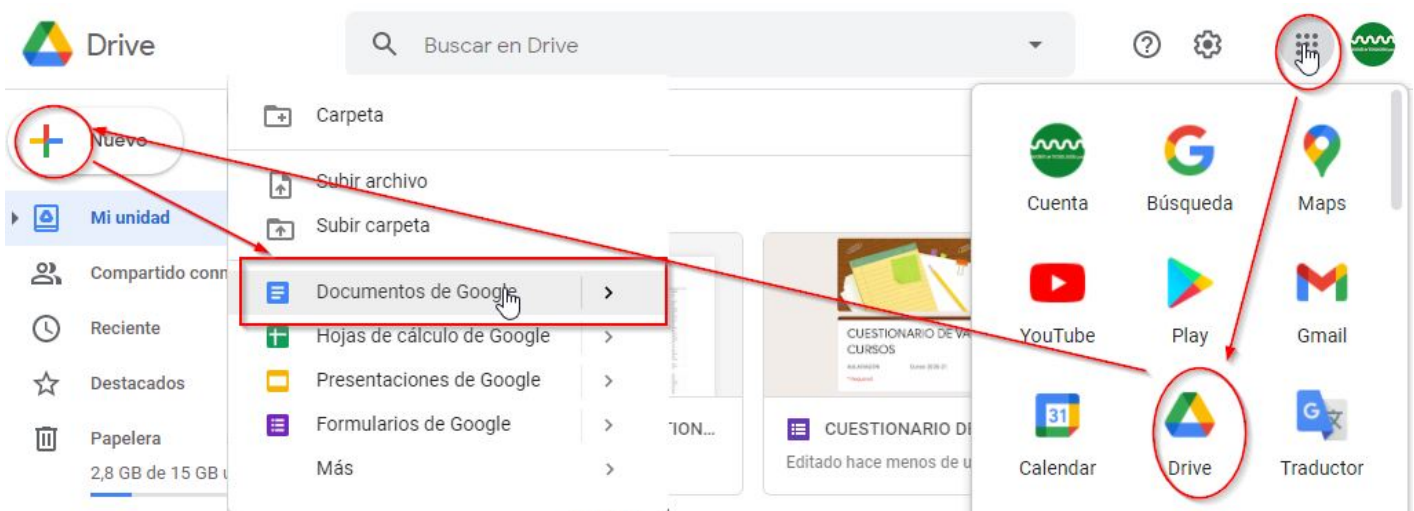 Drive
Buscar en Drive
Nuevo
Mi unidad
Compartido conm
Reciente
Destacados
Papelera
2,8 GB de 15 GB
Carpeta
Subir archivo
Subir carpeta
Documentos de Google
Hojas de cálculo de Google
Presentaciones de Google
Formularios de Google
Más
ION...
CUESTIONARIO DE VA
CURSOS
CUESTIONARIO DE
Editado hace menos de u
Cuenta
Búsqueda
Maps
YouTube
Play
Gmail
31
Calendar
Drive
G
Traductor